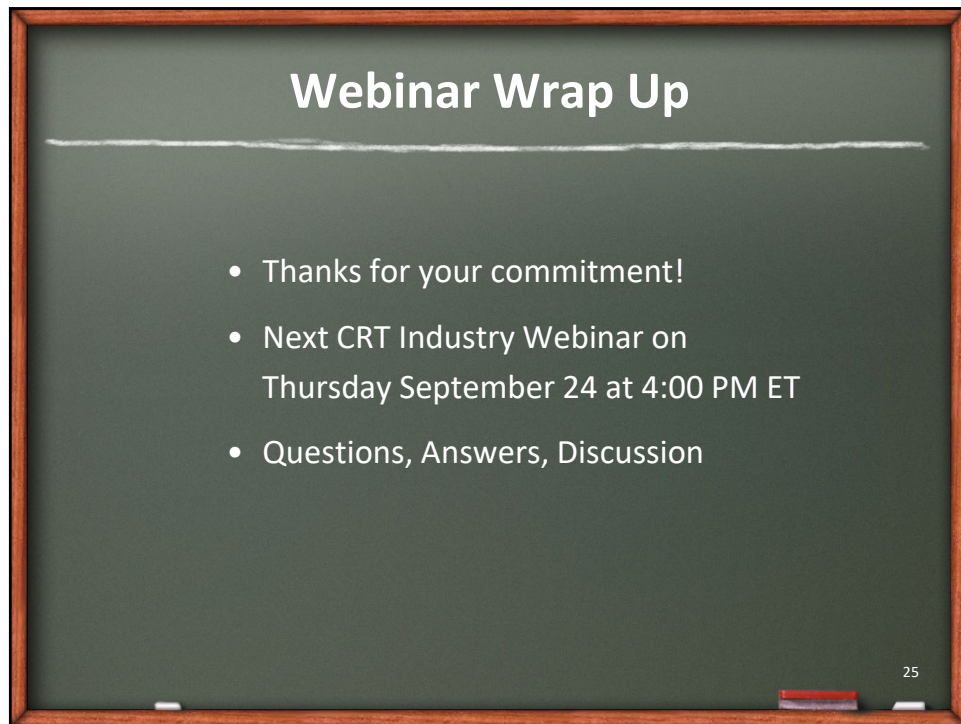 Webinar Wrap Up
• Thanks for your commitment!
• Next CRT Industry Webinar on
Thursday September 24 at 4:00 PM ET
• Questions, Answers, Discussion
25